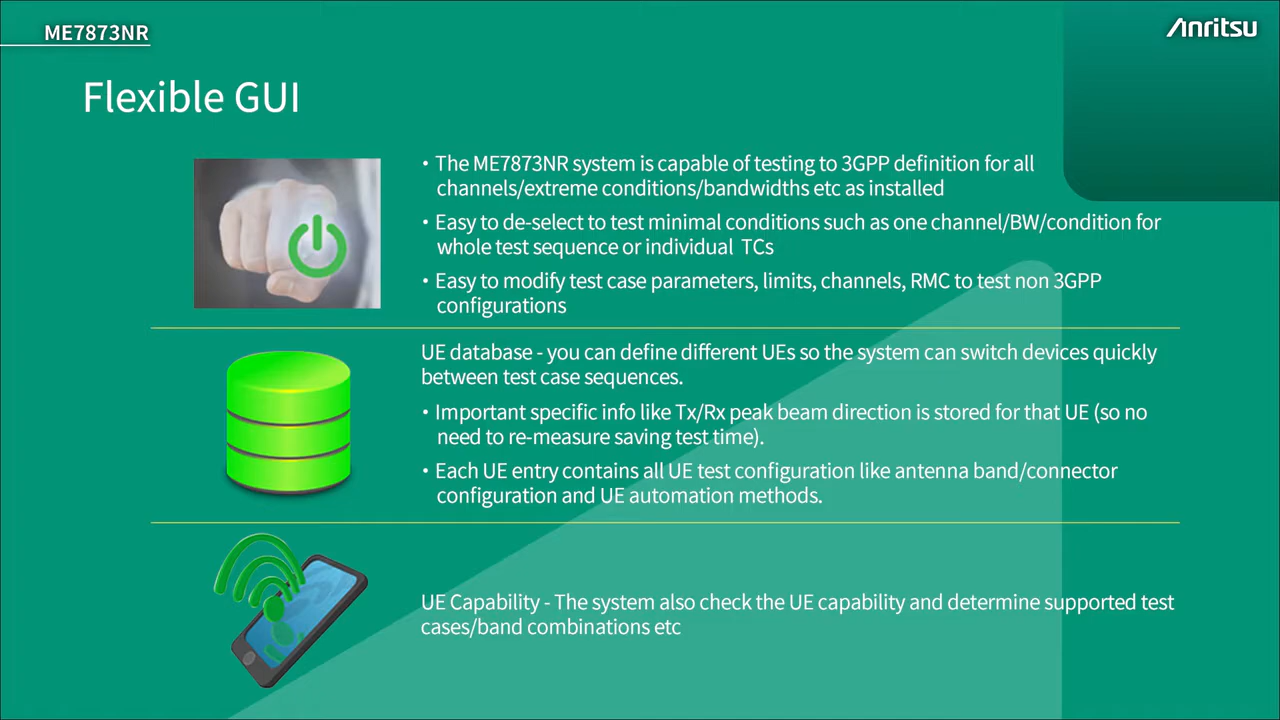 ME7873NR
Anritsu
Flexible GUI
• The ME7873NR system is capable of testing to 3GPP definition for all
channels/extreme conditions/bandwidths etc as installed
• Easy to de-select to test minimal conditions such as one channel/BW/condition for
whole test sequence or individual TCs
• Easy to modify test case parameters, limits, channels, RMC to test non 3GPP
configurations
UE database - you can define different UEs so the system can switch devices quickly
between test case sequences.
• Important specific info like Tx/Rx peak beam direction is stored for that UE (so no
need to re-measure saving test time).
• Each UE entry contains all UE test configuration like antenna band/connector
configuration and UE automation methods.
UE Capability - The system also check the UE capability and determine supported test
cases/band combinations etc